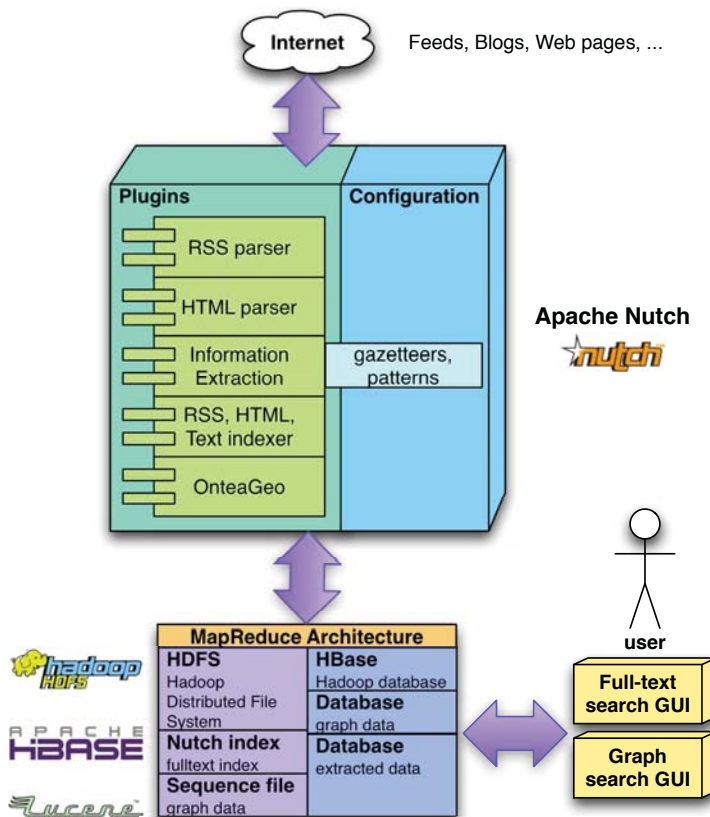 Internet
Feeds, Blogs, Web pages, ...
Plugins
Configuration
RSS parser
HTML parser
Information
Extraction
gazetteers,
patterns
RSS, HTML,
Text indexer
OnteaGeo
Apache Nutch
nutch
user
Full-text
search GUI
Graph
search GUI
MapReduce Architecture
HDFS
Hadoop
Distributed File
System
Nutch index
fulltext index
Sequence file
graph data
HBase
Hadoop database
Database
graph data
Database
extracted data
hadoop
HDFS
APACHE
HBASE
Lucene